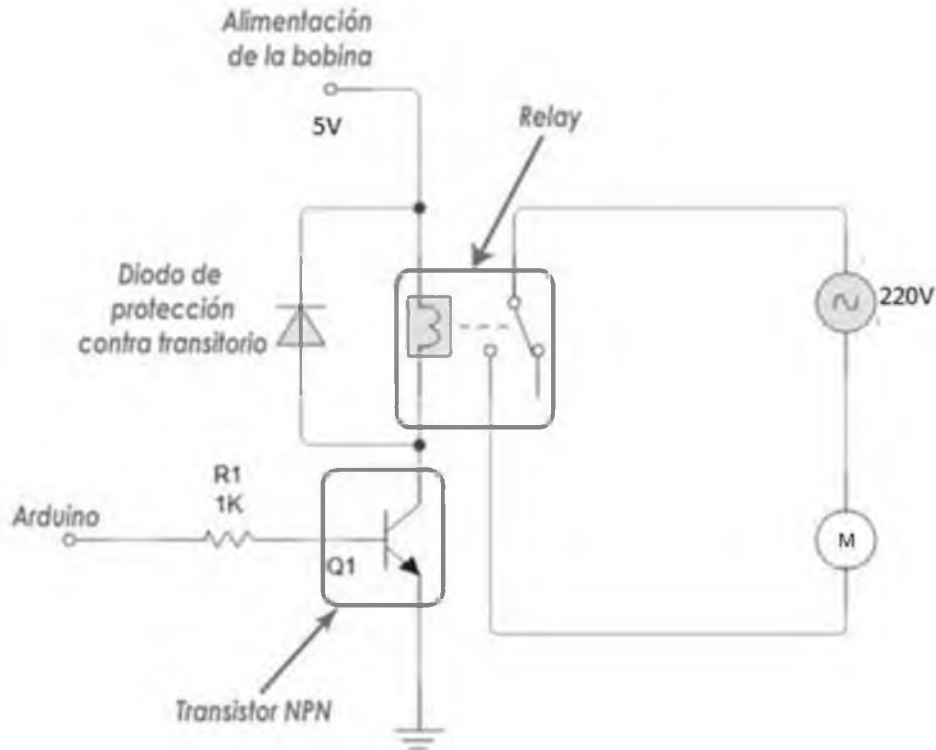 Alimentación
de la bobina
5V
Relay
Diodo de
protección
contra transitorio
220V
R1
1K
Arduino
Q1
M
Transistor NPN